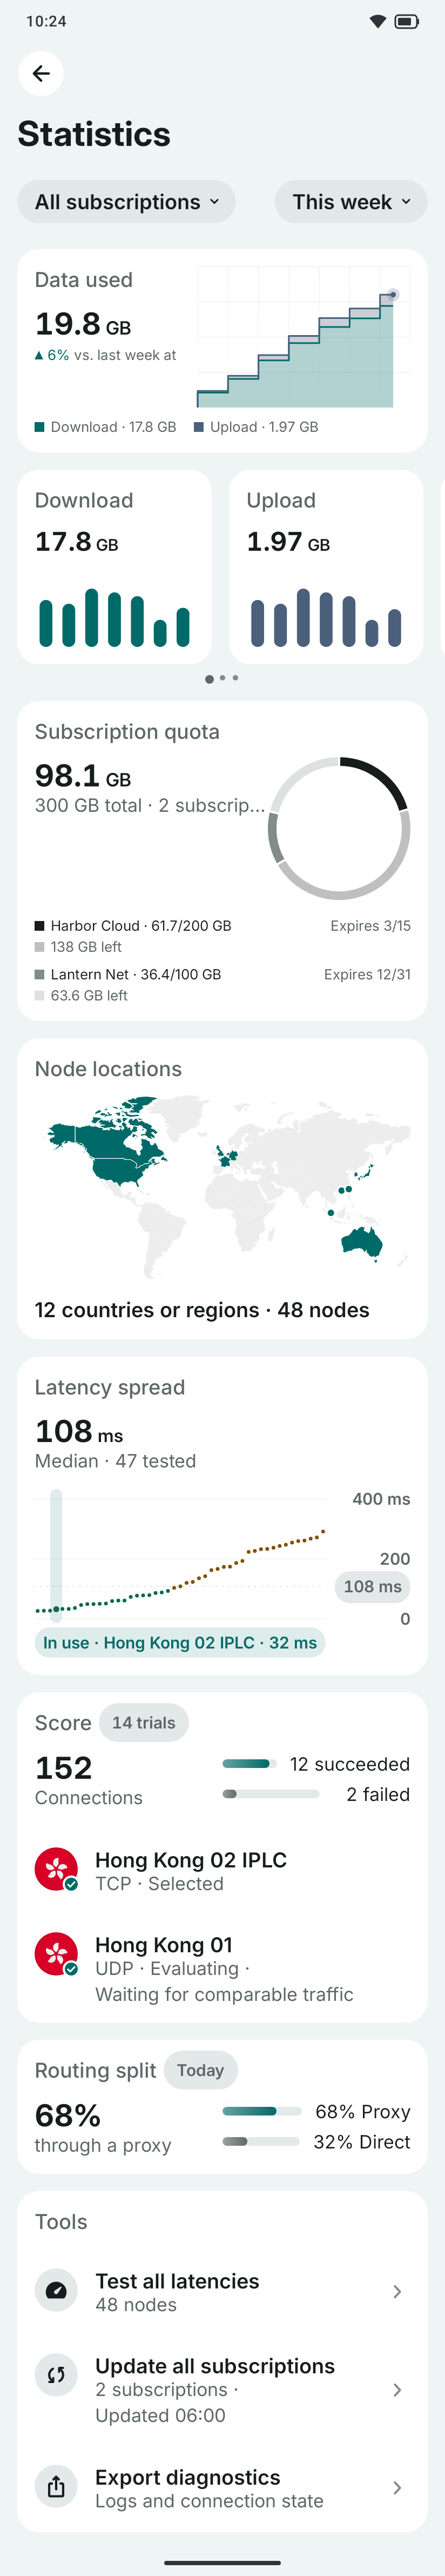 10:24
Statistics
All subscriptions
This week
Data used
19.8 GB
6% vs. last week at
Download · 17.8 GB
Upload · 1.97 GB
Download
17.8 GB
Upload
1.97 GB
Subscription quota
98.1 GB
300 GB total · 2 subscrip...
Harbor Cloud · 61.7/200 GB
Expires 3/15
138 GB left
Lantern Net · 36.4/100 GB
Expires 12/31
63.6 GB left
Node locations
12 countries or regions · 48 nodes
Latency spread
108 ms
Median · 47 tested
400 ms
200
108 ms
0
In use · Hong Kong 02 IPLC · 32 ms
Score
14 trials
152
Connections
12 succeeded
2 failed
Hong Kong 02 IPLC
TCP · Selected
Hong Kong 01
UDP · Evaluating ·
Waiting for comparable traffic
Routing split
Today
68%
through a proxy
68% Proxy
32% Direct
Tools
Test all latencies
48 nodes
Update all subscriptions
2 subscriptions ·
Updated 06:00
Export diagnostics
Logs and connection state